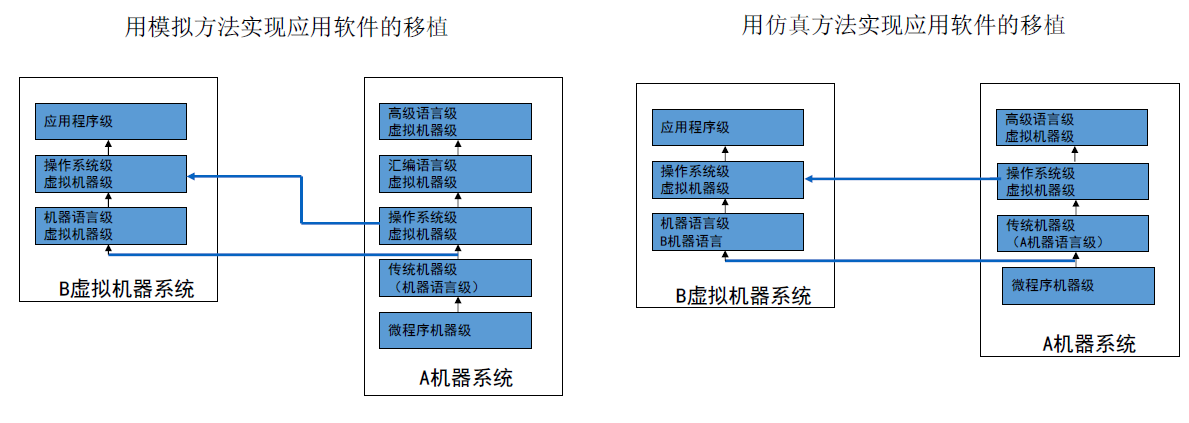 用模拟方法实现应用软件的移植
应用程序级
操作系统级
虚拟机器级
机器语言级
虚拟机器级
B虚拟机器系统
高级语言级
虚拟机器级
汇编语言级
虚拟机器级
操作系统级
虚拟机器级
传统机器级
（机器语言级）
微程序机器级
A机器系统
用仿真方法实现应用软件的移植
应用程序级
操作系统级
虚拟机器级
机器语言级
B机器语言
B虚拟机器系统
高级语言级
虚拟机器级
操作系统级
虚拟机器级
传统机器级
（A机器语言级）
微程序机器级
A机器系统